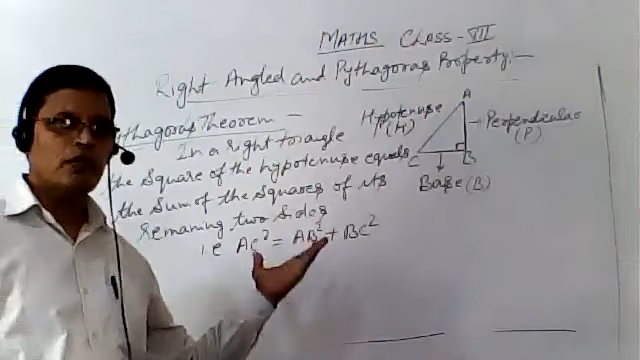 MATHS CLASS-VII
Right-Angled and Pythagoras Property:-
thagoras Theorem -
In a right triangle
the square of the hypotenuse equals
the sum of the squares of its
remaining two sides
i.e AC² = AB² + BC²
A
Hypotenuse
(H)
Perpendicular
(P)
C
B
Base (B)